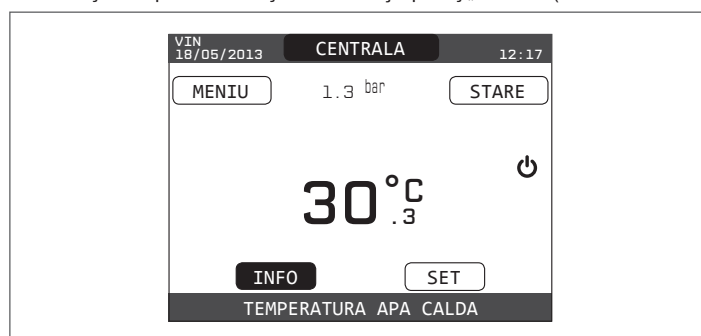 VIN
18/05/2013 CENTRALA 12:17
MENIU 1.3 bar STARE
30.3 °C
INFO SET
TEMPERATURA APA CALDA